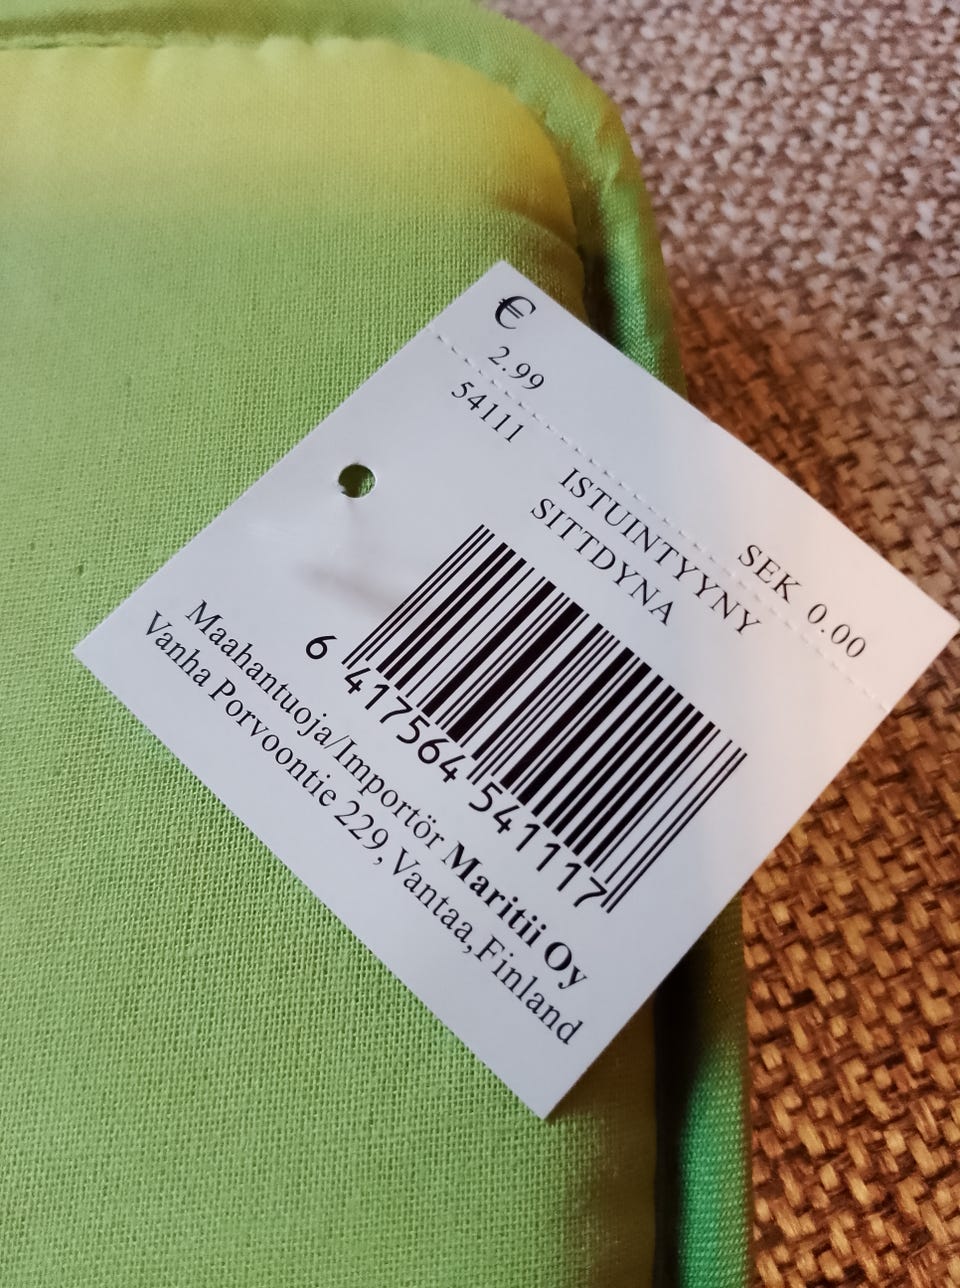 €
2.99
SEK 0.00
54111
ISTUINTYYNY
SITTDYNA
6 417564 541117
Maahantuoja/Importör Maritii Oy
Vanha Porvoontie 229, Vantaa, Finland